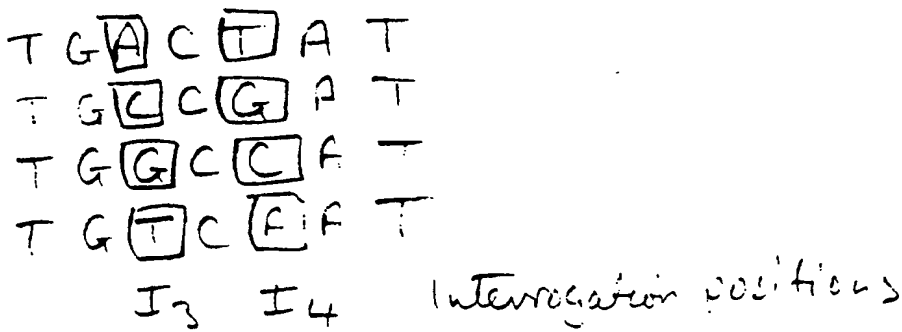 T G A C T A T
T G C C G A T
T G G C C A T
T G T C A A T
I3 I4 Interrogation positions